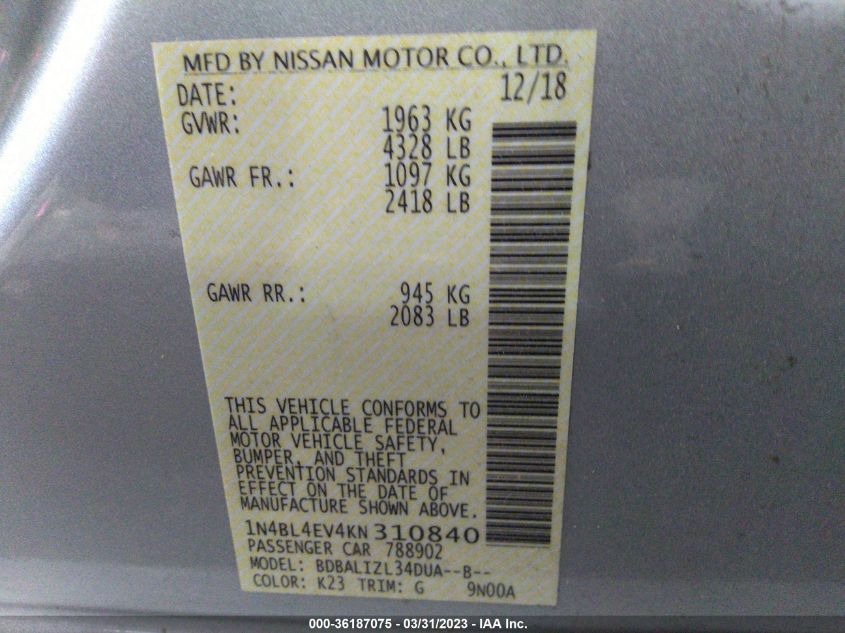 MFD BY NISSAN MOTOR CO., LTD.
DATE: 12/18
GVWR: 1963 KG
4328 LB
GAWR FR.: 1097 KG
2418 LB
GAWR RR.: 945 KG
2083 LB
THIS VEHICLE CONFORMS TO
ALL APPLICABLE FEDERAL
MOTOR VEHICLE SAFETY,
BUMPER, AND THEFT
PREVENTION STANDARDS IN
EFFECT ON THE DATE OF
MANUFACTURE SHOWN ABOVE.
1N4BL4EV4KN310840
PASSENGER CAR 788902
MODEL: BDBALIZL34DUA--B--
COLOR: K23 TRIM: G 9N00A
000-36187075 - 03/31/2023 - IAA Inc.